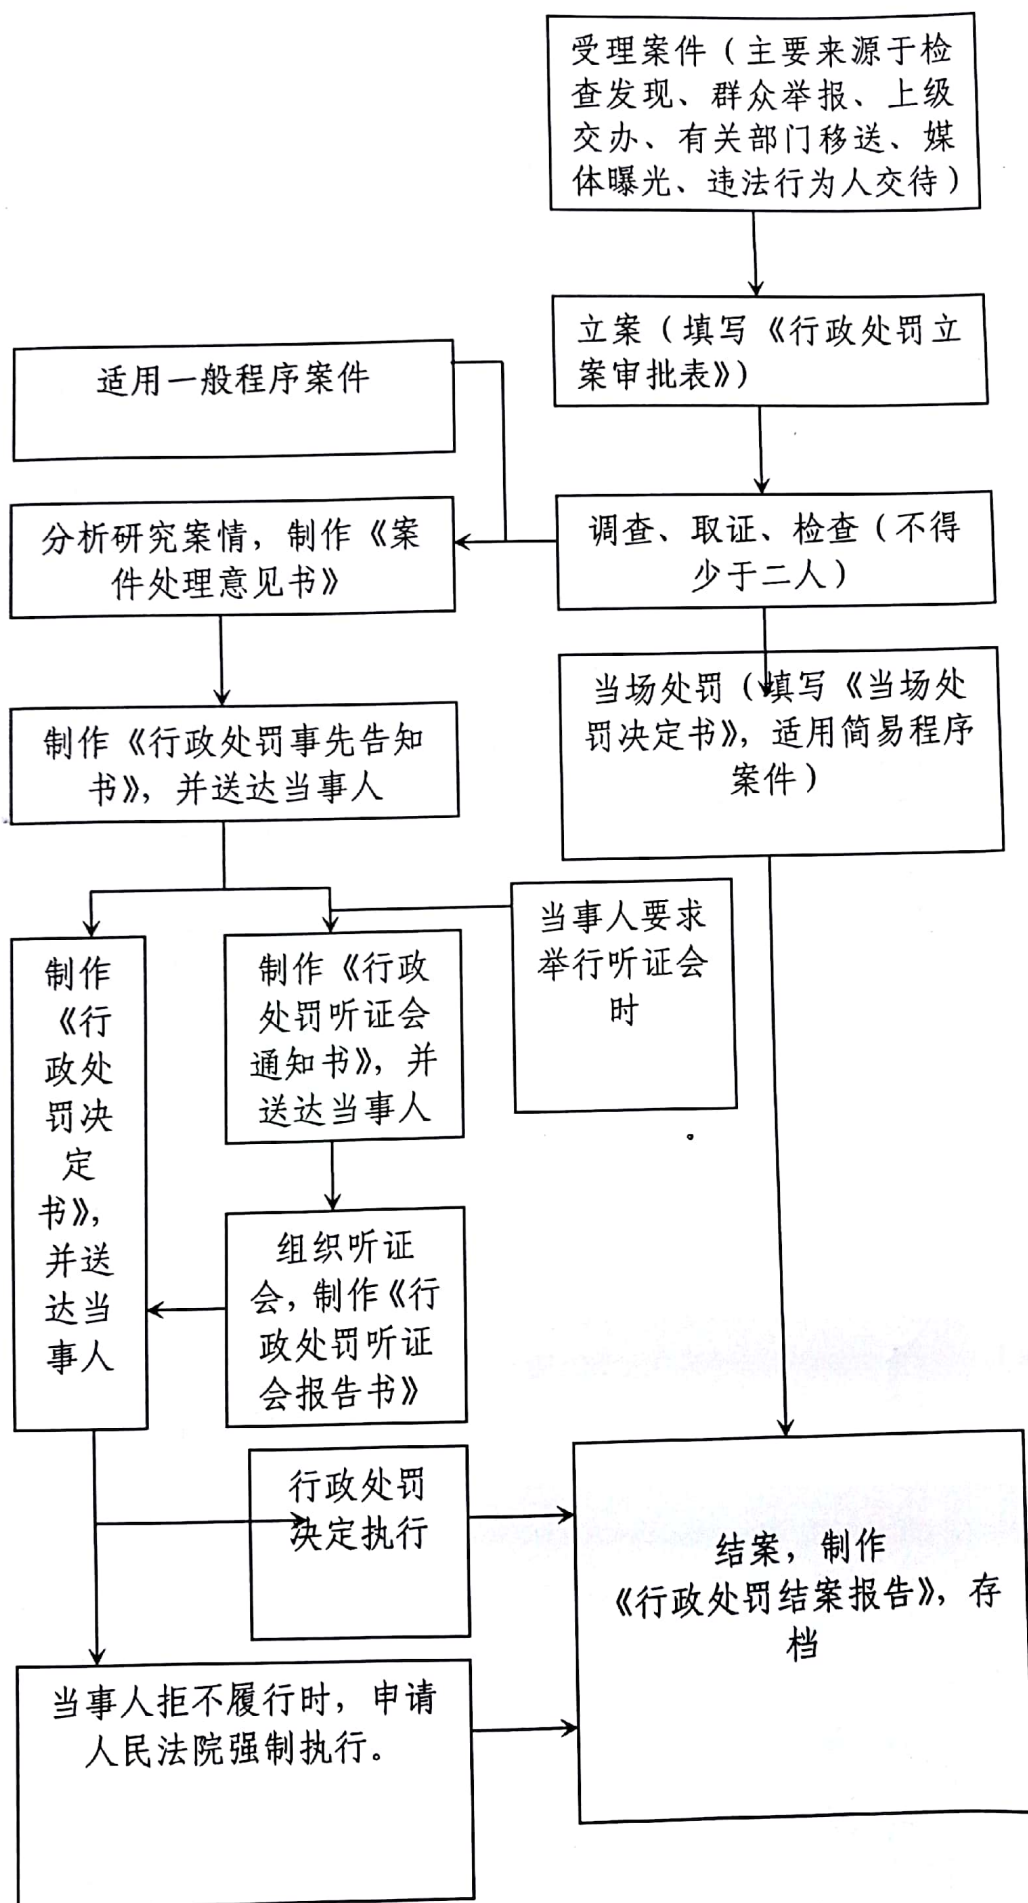 受理案件（主要来源于检
查发现、群众举报、上级
交办、有关部门移送、媒
体曝光、违法行为人交待）
立案（填写《行政处罚立
案审批表》）
适用一般程序案件
调查、取证、检查（不得
少于二人）
分析研究案情，制作《案
件处理意见书》
当场处罚（填写《当场处
罚决定书》，适用简易程序
案件）
制作《行政处罚事先告知
书》，并送达当事人
当事人要求
举行听证会
时
制作《行政
处罚听证会
通知书》，并
送达当事人
制作
《行
政处
罚决
定
书》，
并送
达当
事人
组织听证
会，制作《行
政处罚听证
会报告书》
行政处罚
决定执行
结案，制作
《行政处罚结案报告》，存
档
当事人拒不履行时，申请
人民法院强制执行。